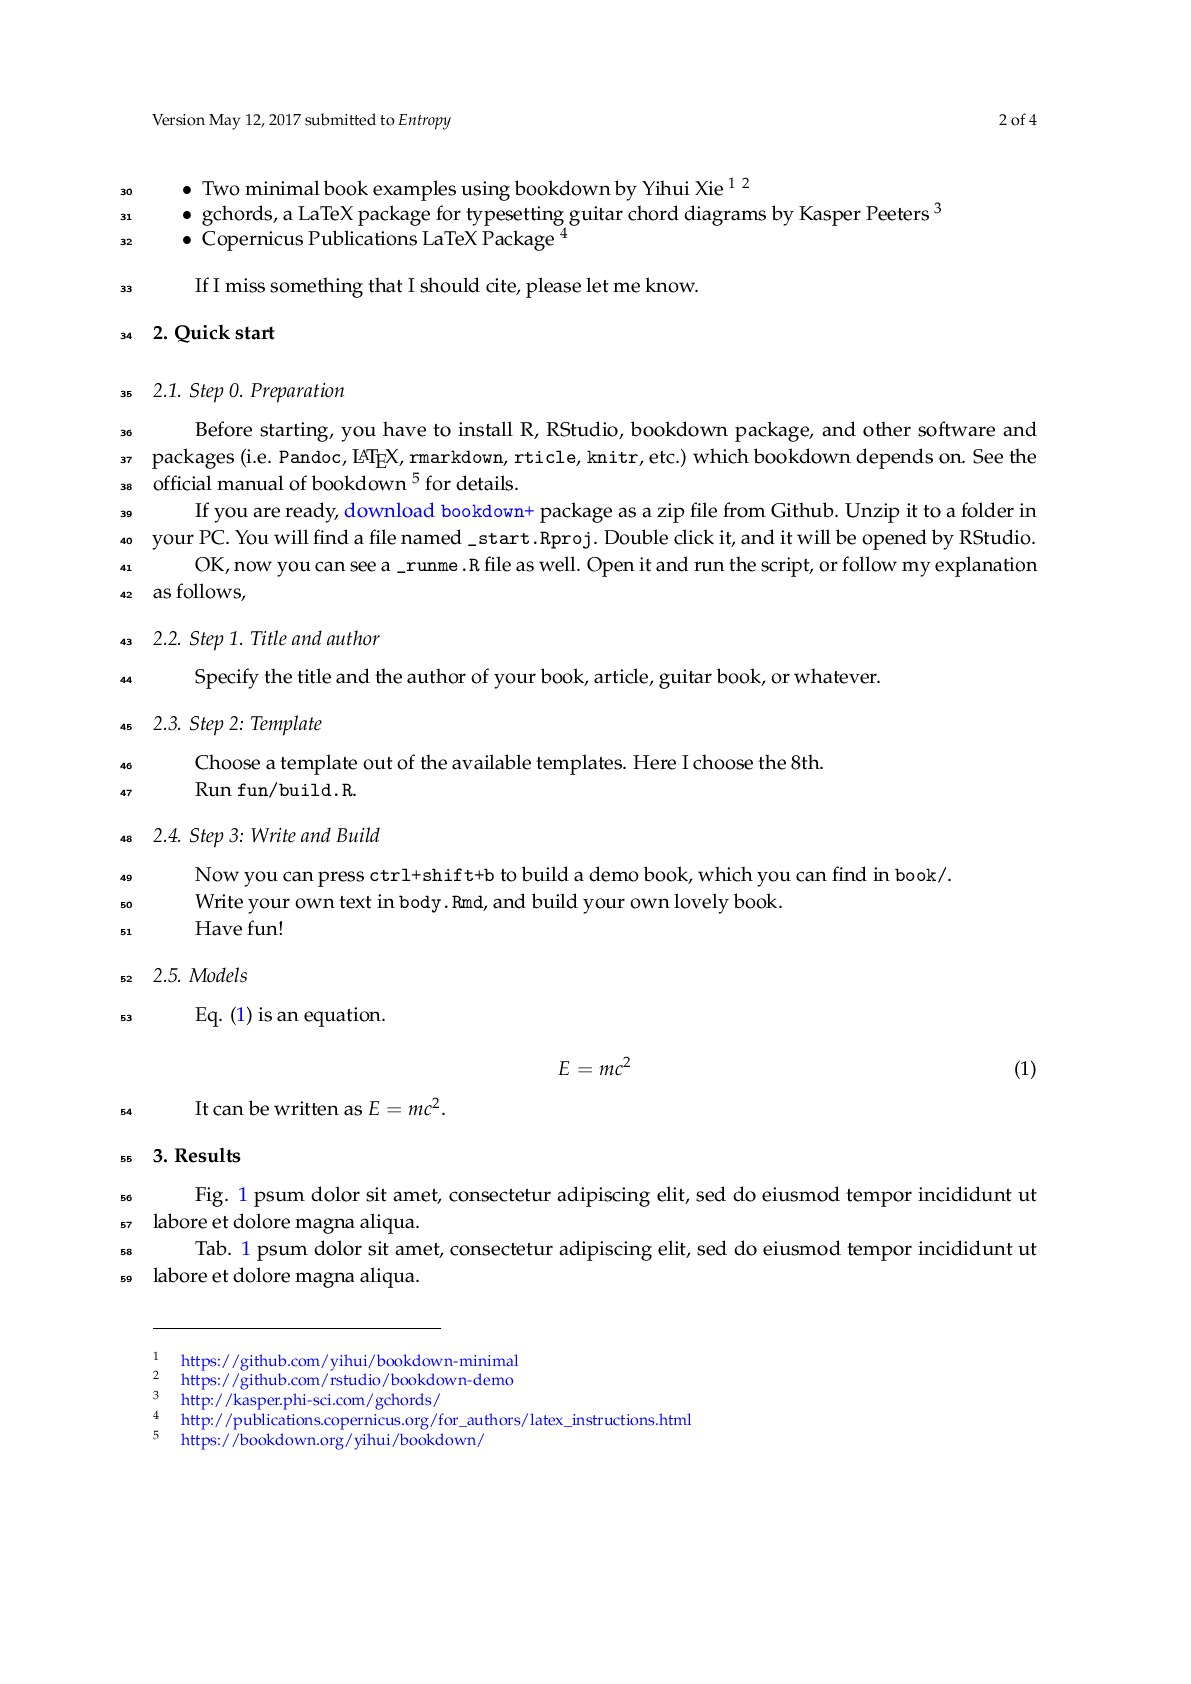 Version May 12, 2017 submitted to Entropy 2 of 4
30 • Two minimal book examples using bookdown by Yihui Xie 1 2
31 • gchords, a LaTeX package for typesetting guitar chord diagrams by Kasper Peeters 3
32 • Copernicus Publications LaTeX Package 4
33 If I miss something that I should cite, please let me know.
34 2. Quick start
35 2.1. Step 0. Preparation
36 Before starting, you have to install R, RStudio, bookdown package, and other software and
37 packages (i.e. Pandoc, LATEX, rmarkdown, rticle, knitr, etc.) which bookdown depends on. See the
38 official manual of bookdown 5 for details.
39 If you are ready, download bookdown+ package as a zip file from Github. Unzip it to a folder in
40 your PC. You will find a file named _start.Rproj. Double click it, and it will be opened by RStudio.
41 OK, now you can see a _runme.R file as well. Open it and run the script, or follow my explanation
42 as follows,
43 2.2. Step 1. Title and author
44 Specify the title and the author of your book, article, guitar book, or whatever.
45 2.3. Step 2: Template
46 Choose a template out of the available templates. Here I choose the 8th.
47 Run fun/build.R.
48 2.4. Step 3: Write and Build
49 Now you can press ctrl+shift+b to build a demo book, which you can find in book/.
50 Write your own text in body.Rmd, and build your own lovely book.
51 Have fun!
52 2.5. Models
53 Eq. (1) is an equation.
E = mc² (1)
54 It can be written as E = mc².
55 3. Results
56 Fig. 1 psum dolor sit amet, consectetur adipiscing elit, sed do eiusmod tempor incididunt ut
57 labore et dolore magna aliqua.
58 Tab. 1 psum dolor sit amet, consectetur adipiscing elit, sed do eiusmod tempor incididunt ut
59 labore et dolore magna aliqua.
1 https://github.com/yihui/bookdown-minimal
2 https://github.com/rstudio/bookdown-demo
3 http://kasper.phi-sci.com/gchords/
4 http://publications.copernicus.org/for_authors/latex_instructions.html
5 https://bookdown.org/yihui/bookdown/